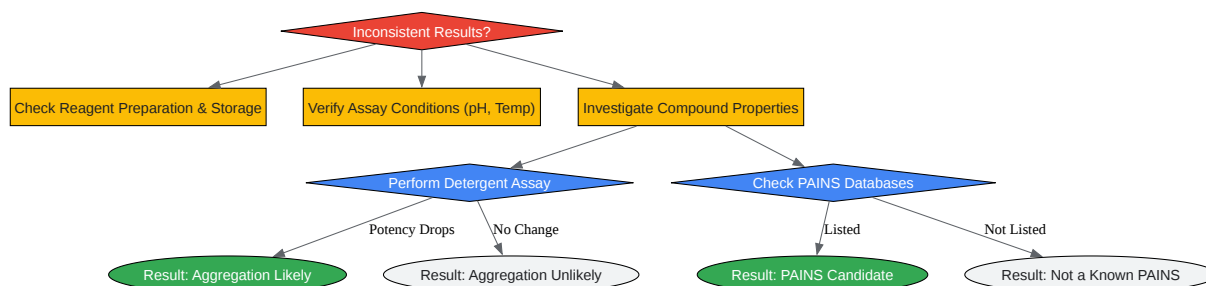 Inconsistent Results?
Check Reagent Preparation & Storage
Verify Assay Conditions (pH, Temp)
Investigate Compound Properties
Perform Detergent Assay
Check PAINS Databases
Potency Drops
No Change
Listed
Not Listed
Result: Aggregation Likely
Result: Aggregation Unlikely
Result: PAINS Candidate
Result: Not a Known PAINS